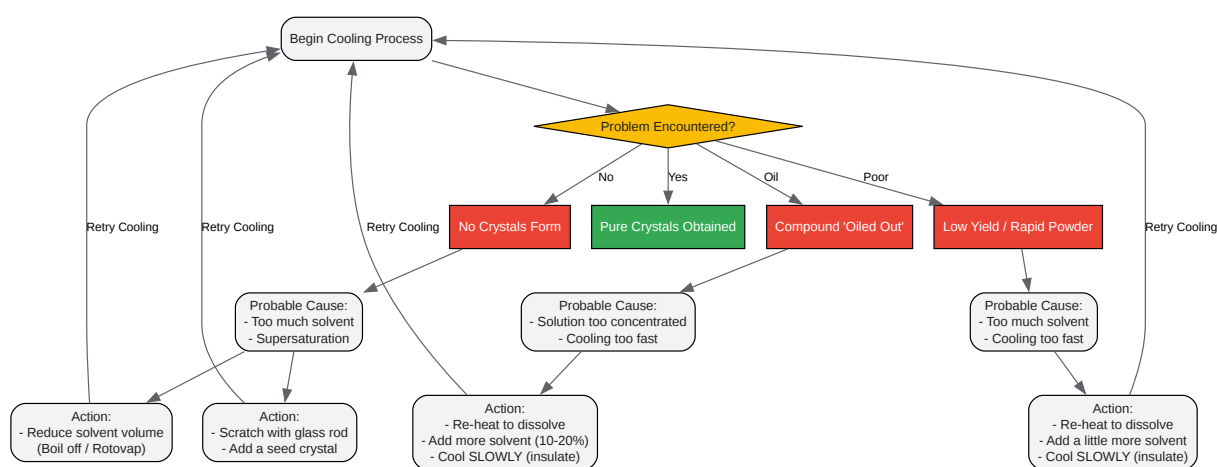 Begin Cooling Process
Problem Encountered?
No
Yes
Oil
Poor
Retry Cooling
Retry Cooling
Retry Cooling
Retry Cooling
No Crystals Form
Pure Crystals Obtained
Compound 'Oiled Out'
Low Yield / Rapid Powder
Probable Cause:
- Too much solvent
- Supersaturation
Probable Cause:
- Solution too concentrated
- Cooling too fast
Probable Cause:
- Too much solvent
- Cooling too fast
Action:
- Reduce solvent volume
(Boil off / Rotovap)
Action:
- Scratch with glass rod
- Add a seed crystal
Action:
- Re-heat to dissolve
- Add more solvent (10-20%)
- Cool SLOWLY (insulate)
Action:
- Re-heat to dissolve
- Add a little more solvent
- Cool SLOWLY (insulate)